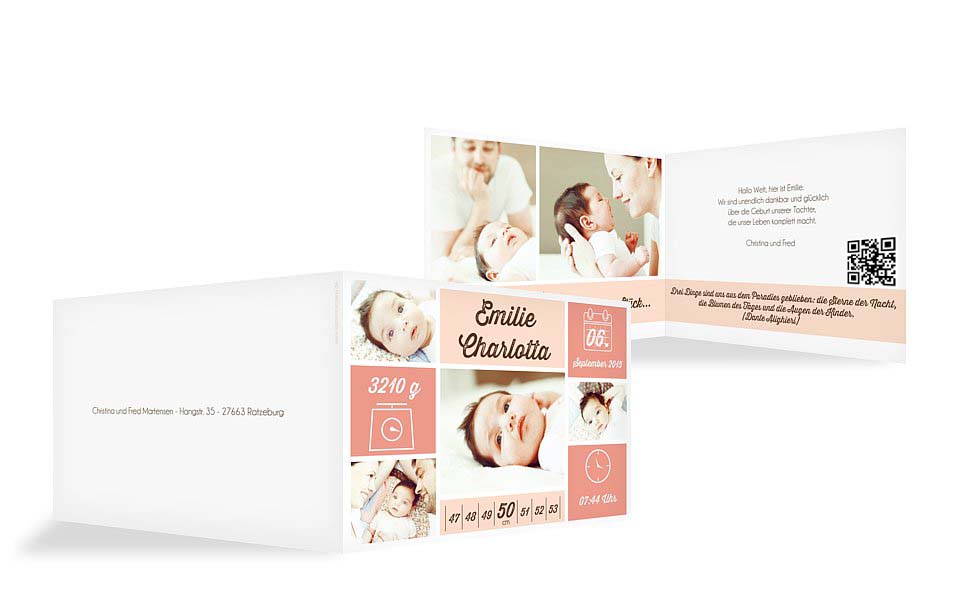 Christina und Fred Martensen - Hangstr. 35 - 27663 Ratzeburg
Emilie
Charlotta
06.
September 2015
3210 g
07:44 Uhr
47 48 49 50 51 52 53
cm
ück...
Hallo Welt, hier ist Emilie.
Wir sind unendlich dankbar und glücklich
über die Geburt unserer Tochter,
die unser Leben komplett macht.
Christina und Fred
Drei Dinge sind uns aus dem Paradies geblieben: die Sterne der Nacht,
die Blumen des Tages und die Augen der Kinder.
(Dante Alighieri)